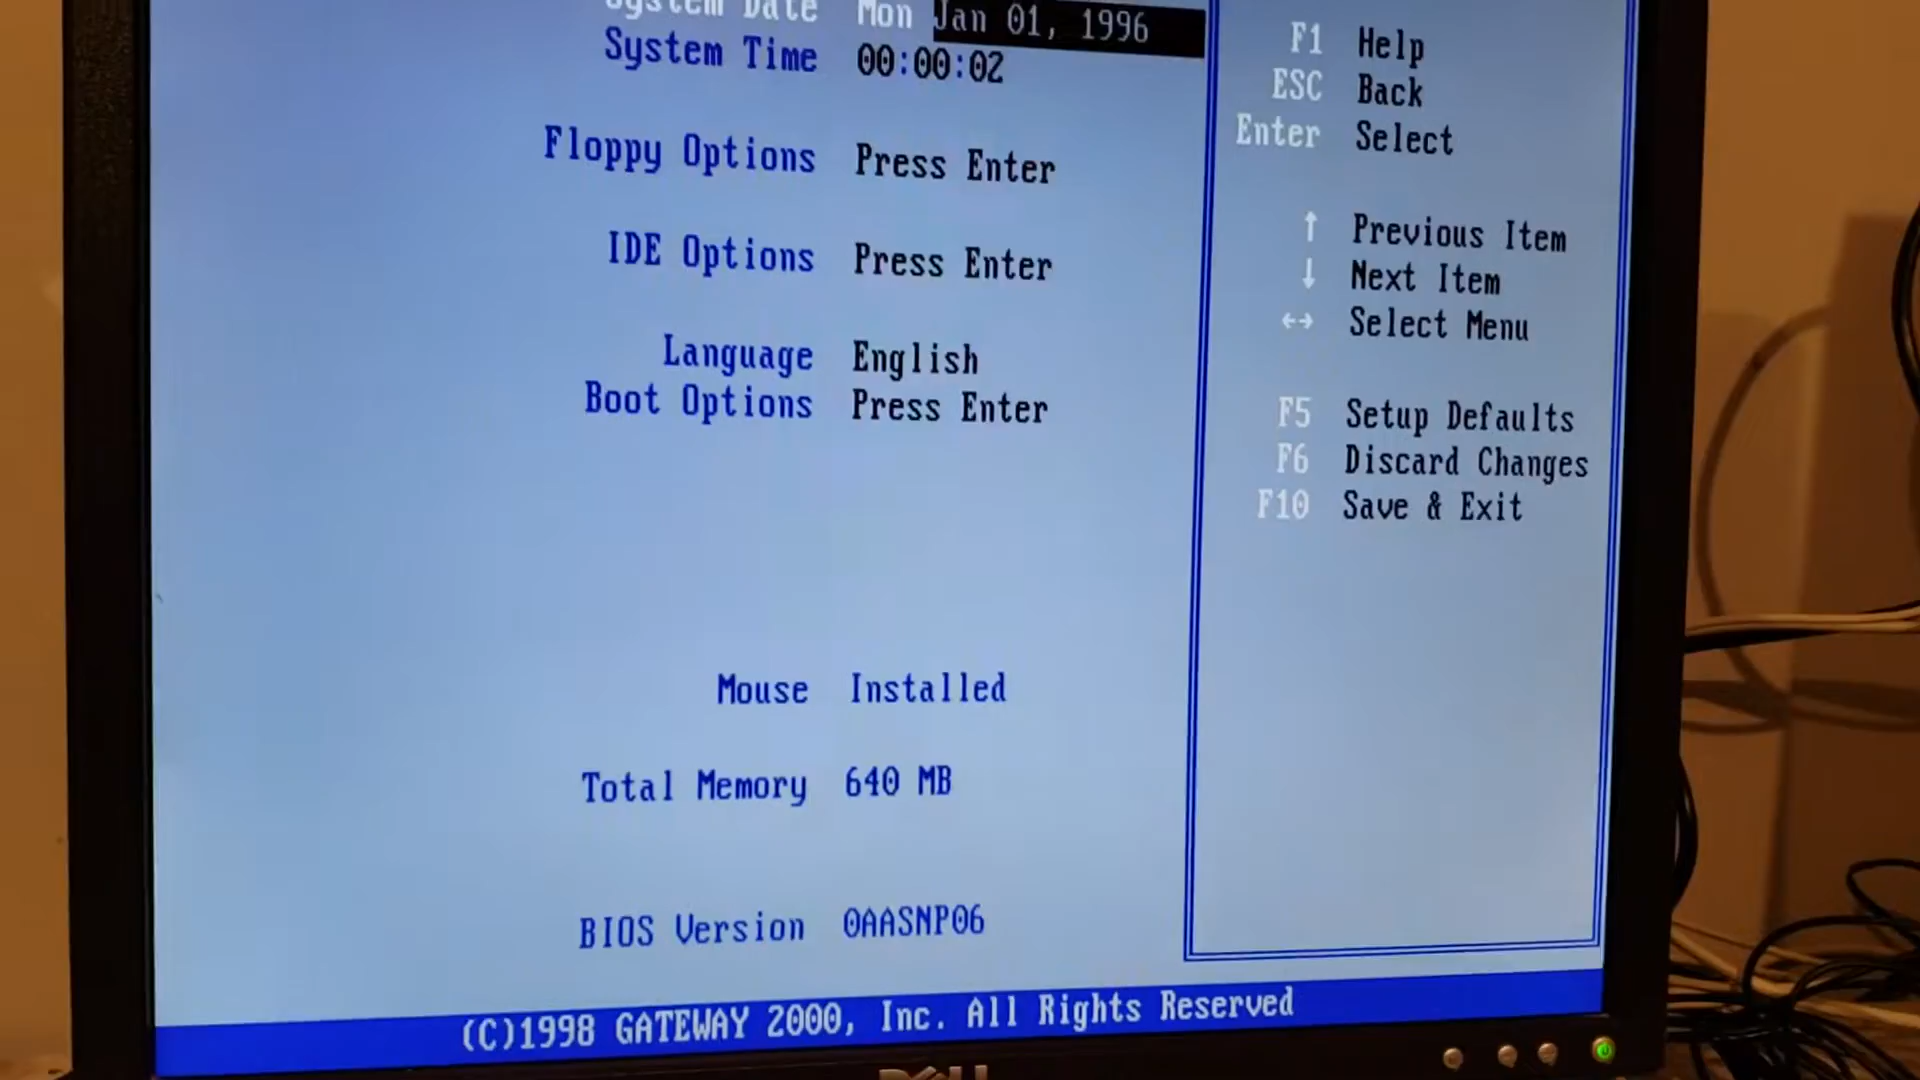 System Date Mon Jan 01, 1996
System Time 00:00:02
Floppy Options Press Enter
IDE Options Press Enter
Language English
Boot Options Press Enter
Mouse Installed
Total Memory 640 MB
BIOS Version 0AASNP06
F1 Help
ESC Back
Enter Select
↑ Previous Item
↓ Next Item
↔ Select Menu
F5 Setup Defaults
F6 Discard Changes
F10 Save & Exit
(C)1998 GATEWAY 2000, Inc. All Rights Reserved
DELL